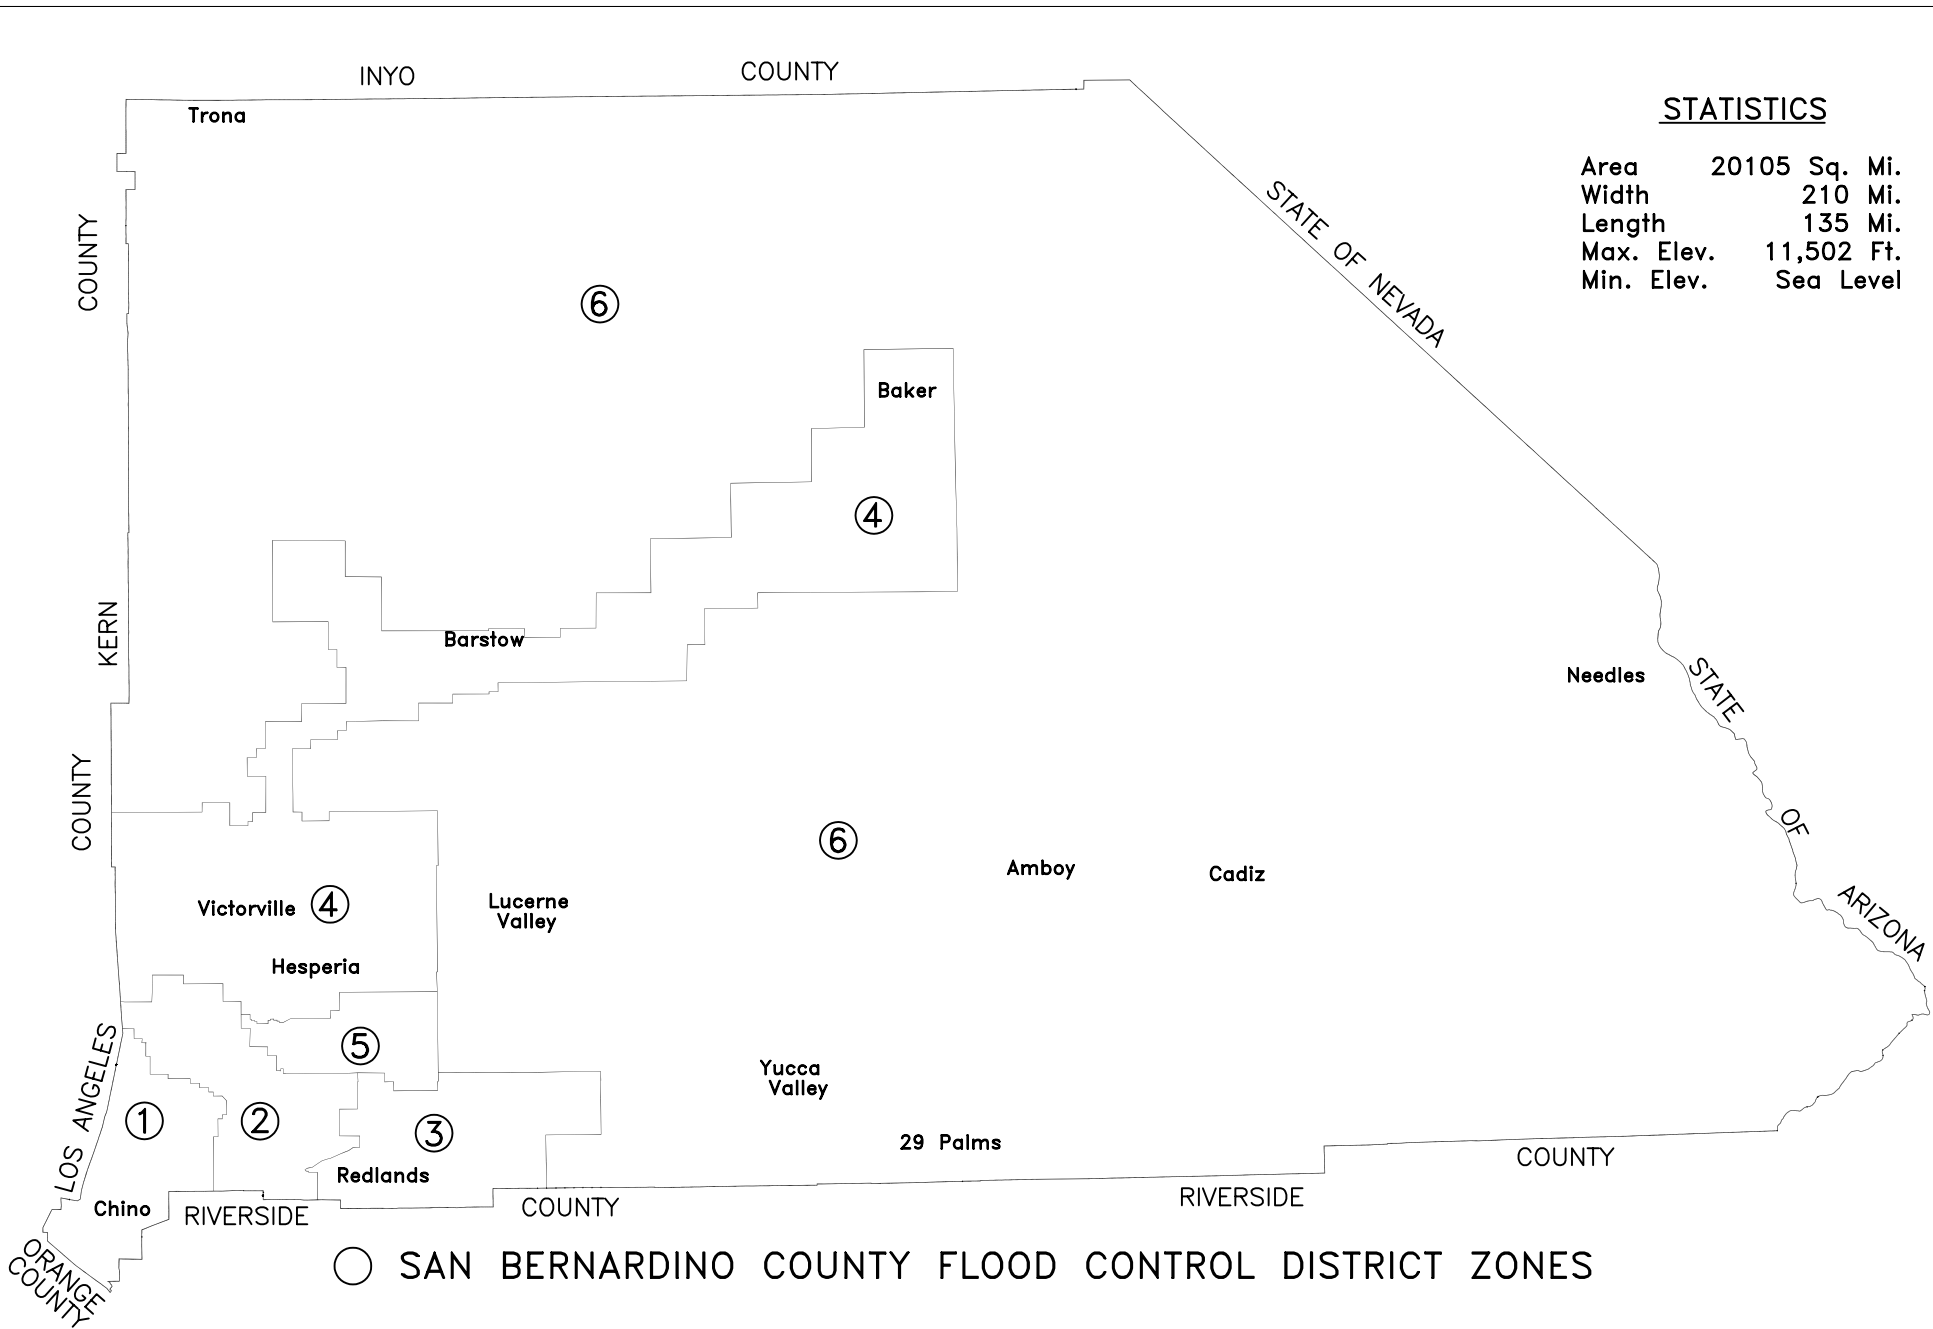 INYO COUNTY
Trona
STATISTICS
Area 20105 Sq. Mi.
Width 210 Mi.
Length 135 Mi.
Max. Elev. 11,502 Ft.
Min. Elev. Sea Level
COUNTY
STATE OF NEVADA
6
Baker
4
KERN
Barstow
Needles
STATE OF ARIZONA
COUNTY
6
Amboy
Cadiz
Victorville 4
Lucerne
Valley
Hesperia
5
LOS ANGELES
Yucca
Valley
1
2
3
29 Palms
Redlands
COUNTY
Chino
RIVERSIDE
COUNTY
RIVERSIDE
ORANGE
COUNTY
SAN BERNARDINO COUNTY FLOOD CONTROL DISTRICT ZONES